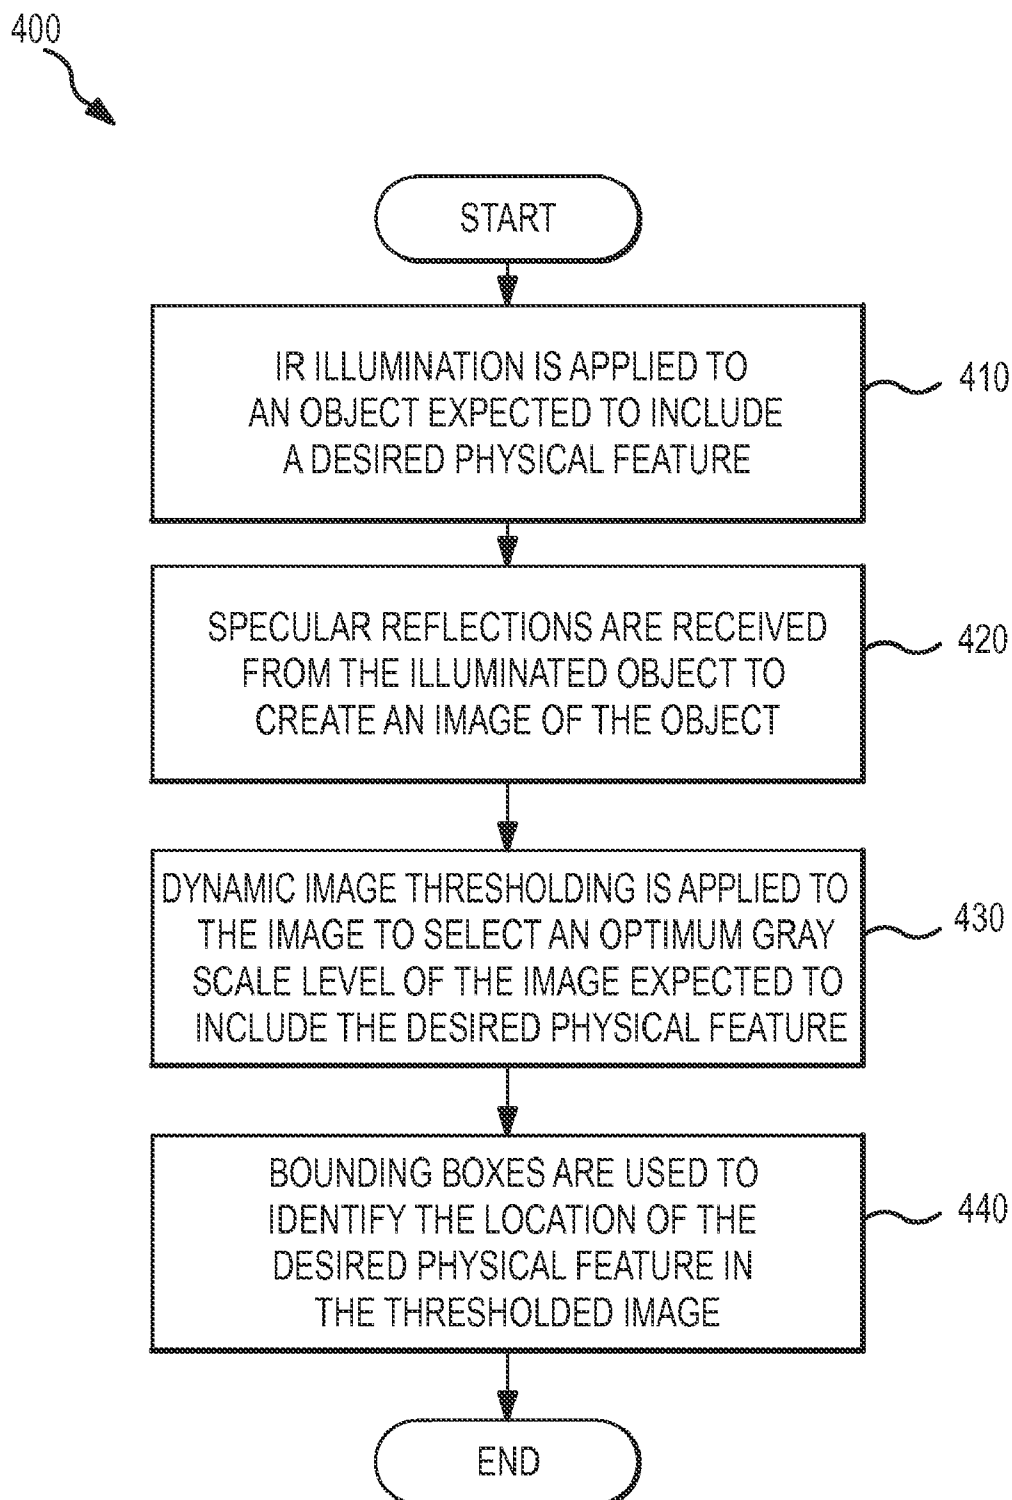 400
START
IR ILLUMINATION IS APPLIED TO
AN OBJECT EXPECTED TO INCLUDE
A DESIRED PHYSICAL FEATURE
410
SPECULAR REFLECTIONS ARE RECEIVED
FROM THE ILLUMINATED OBJECT TO
CREATE AN IMAGE OF THE OBJECT
420
DYNAMIC IMAGE THRESHOLDING IS APPLIED TO
THE IMAGE TO SELECT AN OPTIMUM GRAY
SCALE LEVEL OF THE IMAGE EXPECTED TO
INCLUDE THE DESIRED PHYSICAL FEATURE
430
BOUNDING BOXES ARE USED TO
IDENTIFY THE LOCATION OF THE
DESIRED PHYSICAL FEATURE IN
THE THRESHOLDED IMAGE
440
END